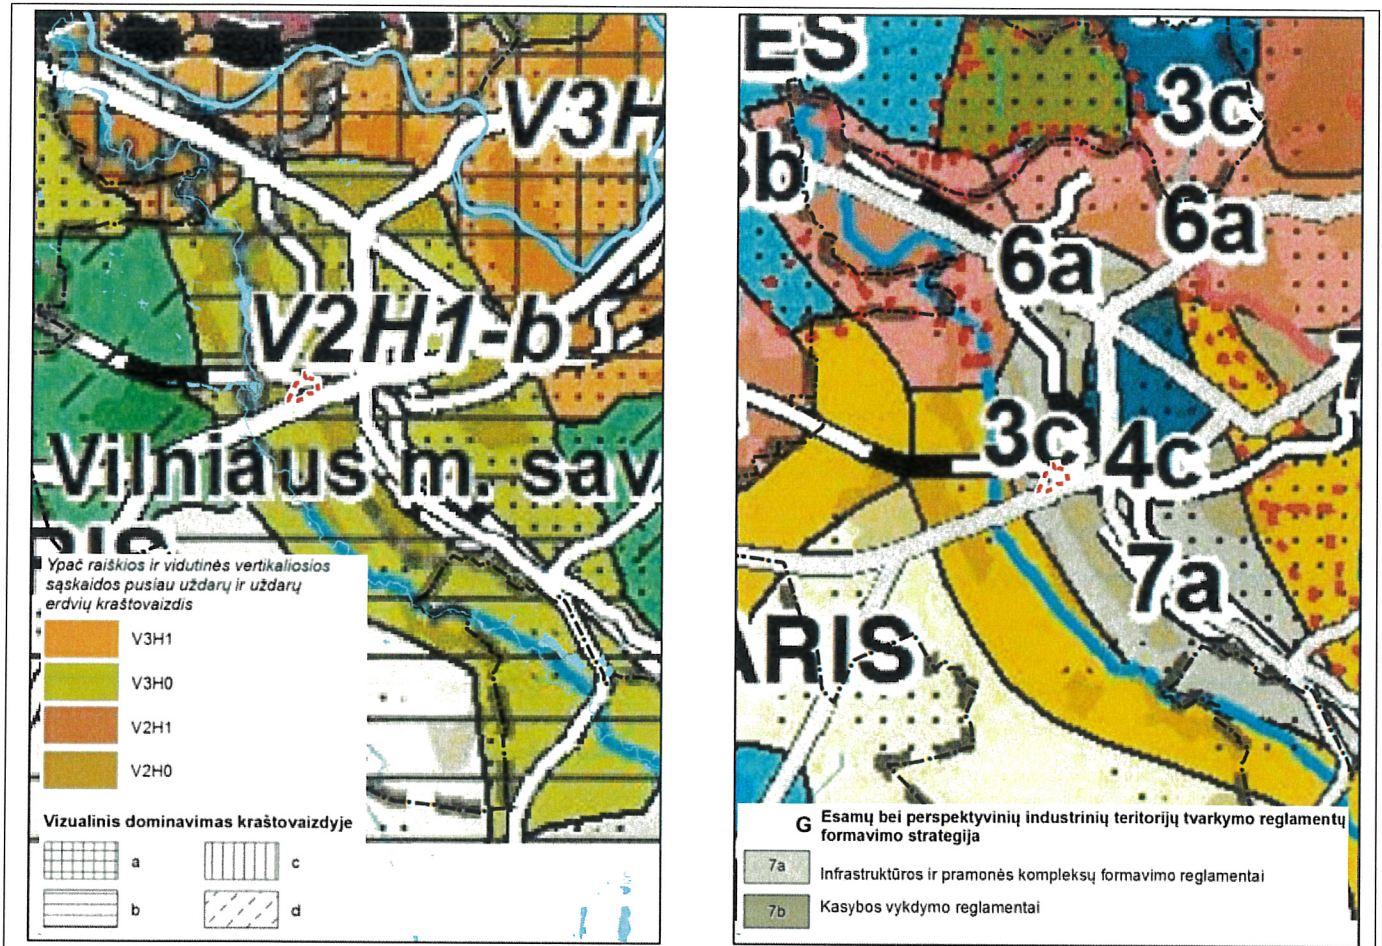 V3H
V2H1-b
Vilniaus m. sav
RIS
Ypač raiškios ir vidutinės vertikaliosios
sąskaidos pusiau uždarų ir uždarų
erdvių kraštovaizdis
V3H1
V3H0
V2H1
V2H0
Vizualinis dominavimas kraštovaizdyje
a
c
b
d
ES
3c
b
6a
6a
3c
4c
7
7a
ARIS
G Esamų bei perspektyvinių industrinių teritorijų tvarkymo reglamentų
formavimo strategija
7a Infrastruktūros ir pramonės kompleksų formavimo reglamentai
7b Kasybos vykdymo reglamentai